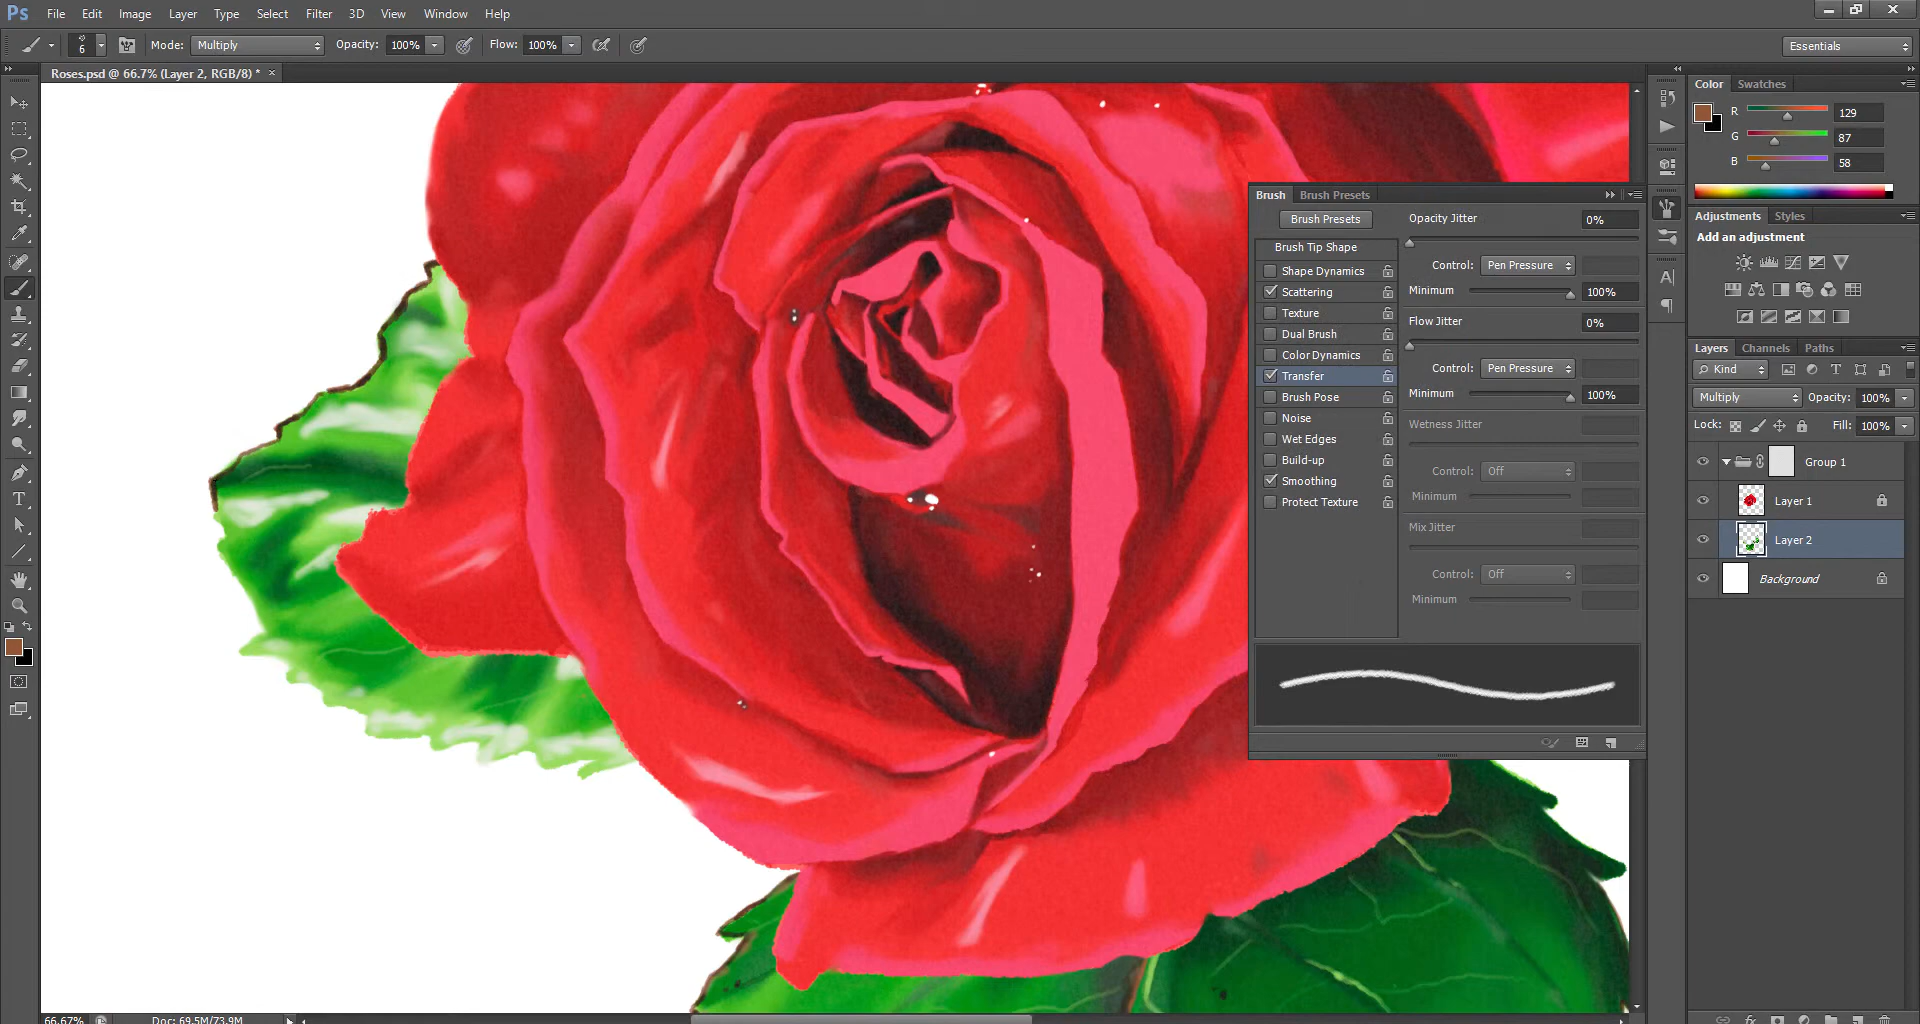 Ps File Edit Image Layer Type Select Filter 3D View Window Help
6 Mode: Multiply Opacity: 100% Flow: 100% Essentials
Roses.psd @ 66.7% (Layer 2, RGB/8) * ×
Color Swatches
R 129
G 87
B 58
Brush Brush Presets
Brush Presets
Brush Tip Shape
Shape Dynamics
Scattering
Texture
Dual Brush
Color Dynamics
Transfer
Brush Pose
Noise
Wet Edges
Build-up
Smoothing
Protect Texture
Opacity Jitter 0%
Control: Pen Pressure
Minimum 100%
Flow Jitter 0%
Control: Pen Pressure
Minimum 100%
Wetness Jitter
Control: Off
Minimum
Mix Jitter
Control: Off
Minimum
Adjustments Styles
Add an adjustment
Layers Channels Paths
Kind
Multiply Opacity: 100%
Lock: Fill: 100%
Group 1
Layer 1
Layer 2
Background
66.67% Doc: 69.5M/73.9M